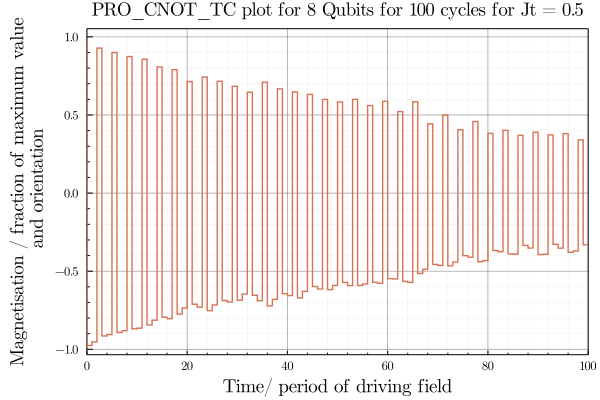 PRO_CNOT_TC plot for 8 Qubits for 100 cycles for Jt = 0.5
Magnetisation / fraction of maximum value
and orientation
1.0
0.5
0.0
−0.5
−1.0
0 20 40 60 80 100
Time/ period of driving field